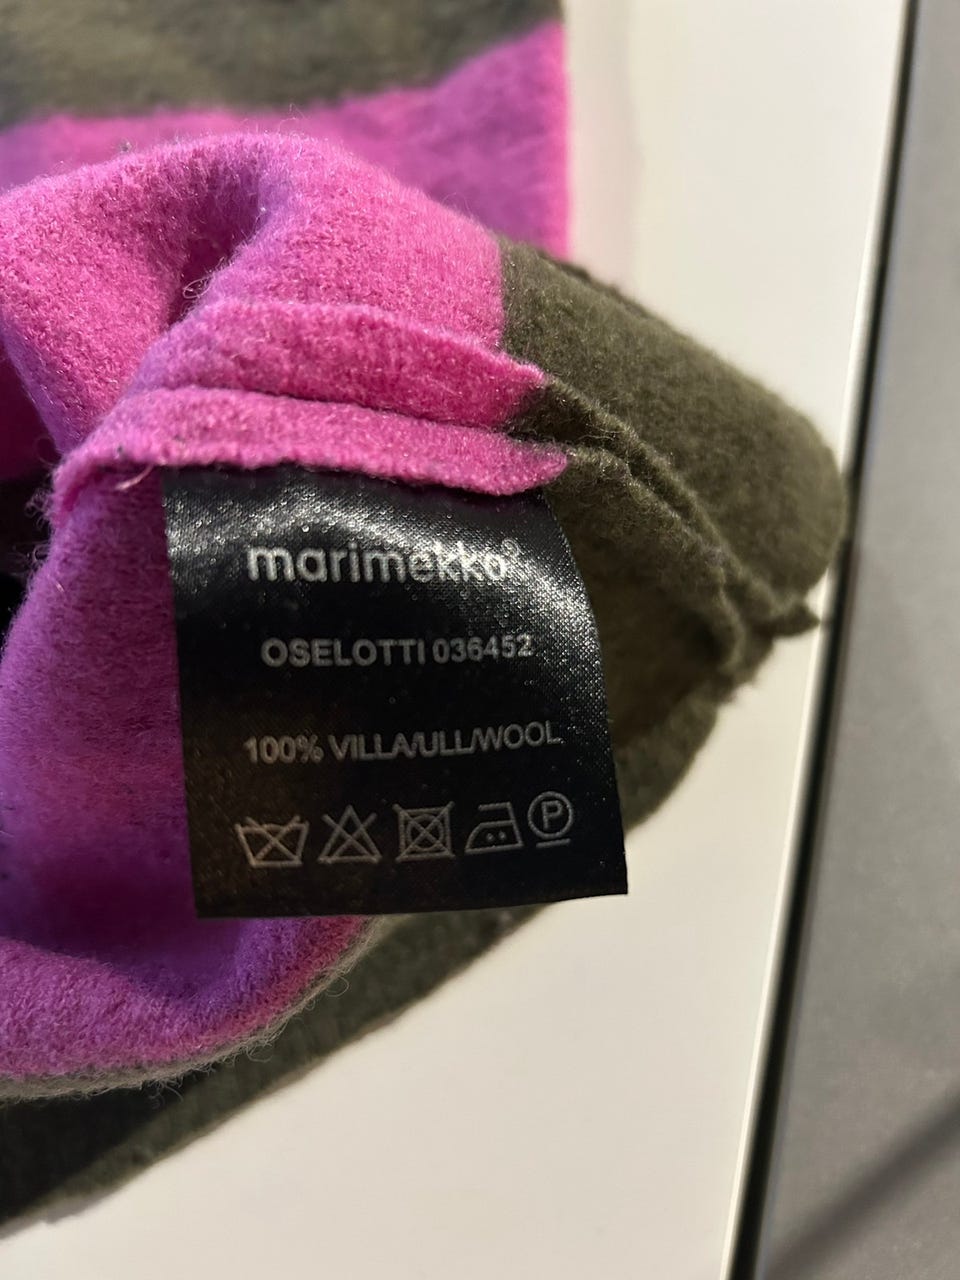 marimekko®
OSELOTTI 036452
100% VILLA/ULL/WOOL
P